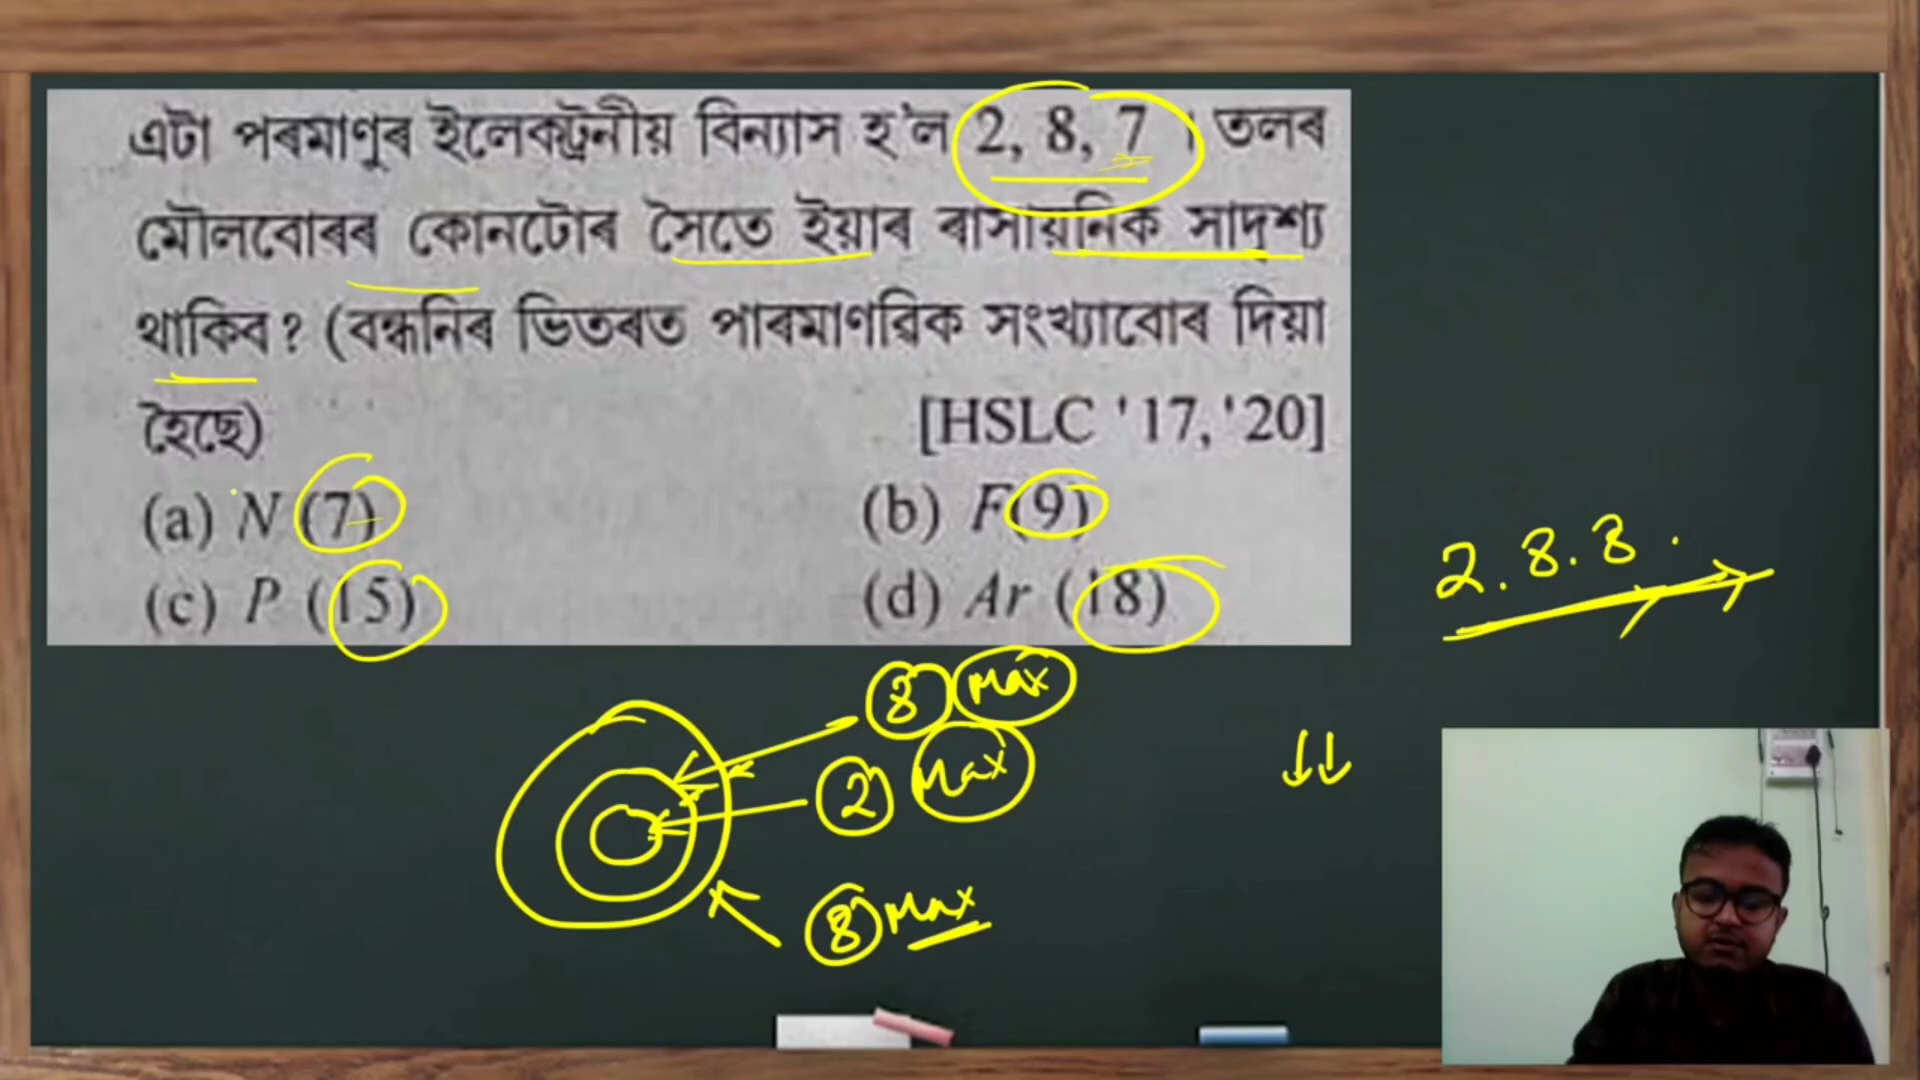 এটা পৰমাণুৰ ইলেকট্ৰনীয় বিন্যাস হ'ল 2, 8, 7 । তলৰ
মৌলবোৰৰ কোনটোৰ সৈতে ইয়াৰ ৰাসায়নিক সাদৃশ্য
থাকিব? (বন্ধনিৰ ভিতৰত পাৰমাণৱিক সংখ্যাবোৰ দিয়া
হৈছে) [HSLC '17, '20]
(a) N (7) (b) F(9)
(c) P (15) (d) Ar (18)
2.8.8.
8 Max
2 Max
8 Max